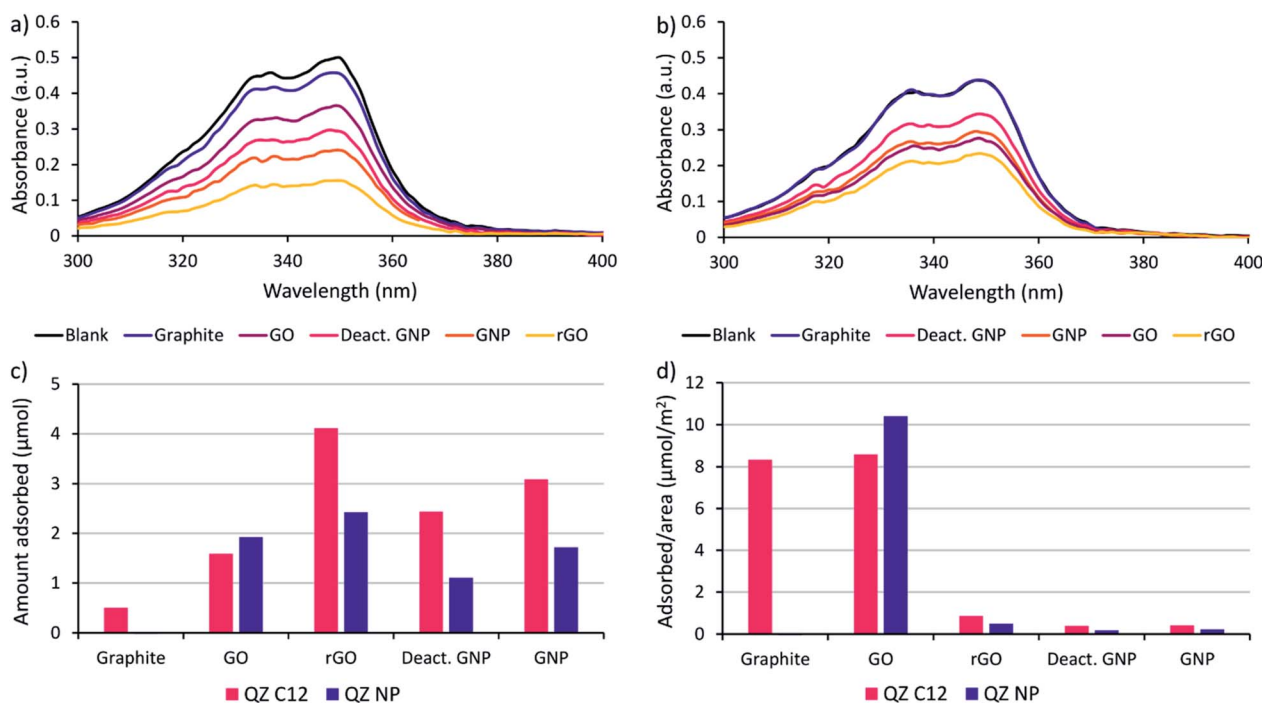 a)
0.6
0.5
0.4
0.3
0.2
0.1
0
Absorbance (a.u.)
300 320 340 360 380 400
Wavelength (nm)
Blank Graphite GO Deact. GNP GNP rGO
b)
0.6
0.5
0.4
0.3
0.2
0.1
0
Absorbance (a.u.)
300 320 340 360 380 400
Wavelength (nm)
Blank Graphite Deact. GNP GNP GO rGO
c)
5
4
3
2
1
0
Amount adsorbed (µmol)
Graphite GO rGO Deact. GNP GNP
QZ C12 QZ NP
d)
12
10
8
6
4
2
0
Adsorbed/area (µmol/m²)
Graphite GO rGO Deact. GNP GNP
QZ C12 QZ NP